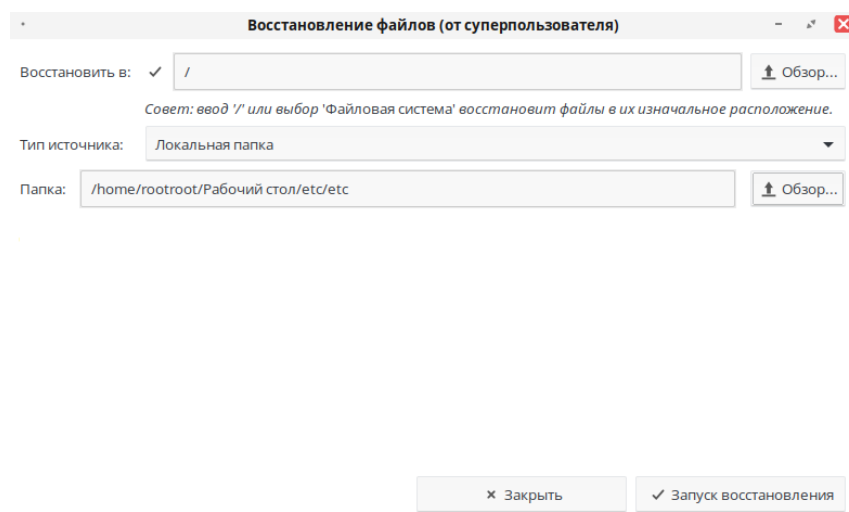 Восстановление файлов (от суперпользователя)
Восстановить в: / Обзор...
Совет: ввод '/' или выбор 'Файловая система' восстановит файлы в их изначальное расположение.
Тип источника: Локальная папка
Папка: /home/rootroot/Рабочий стол/etc/etc Обзор...
Закрыть Запуск восстановления